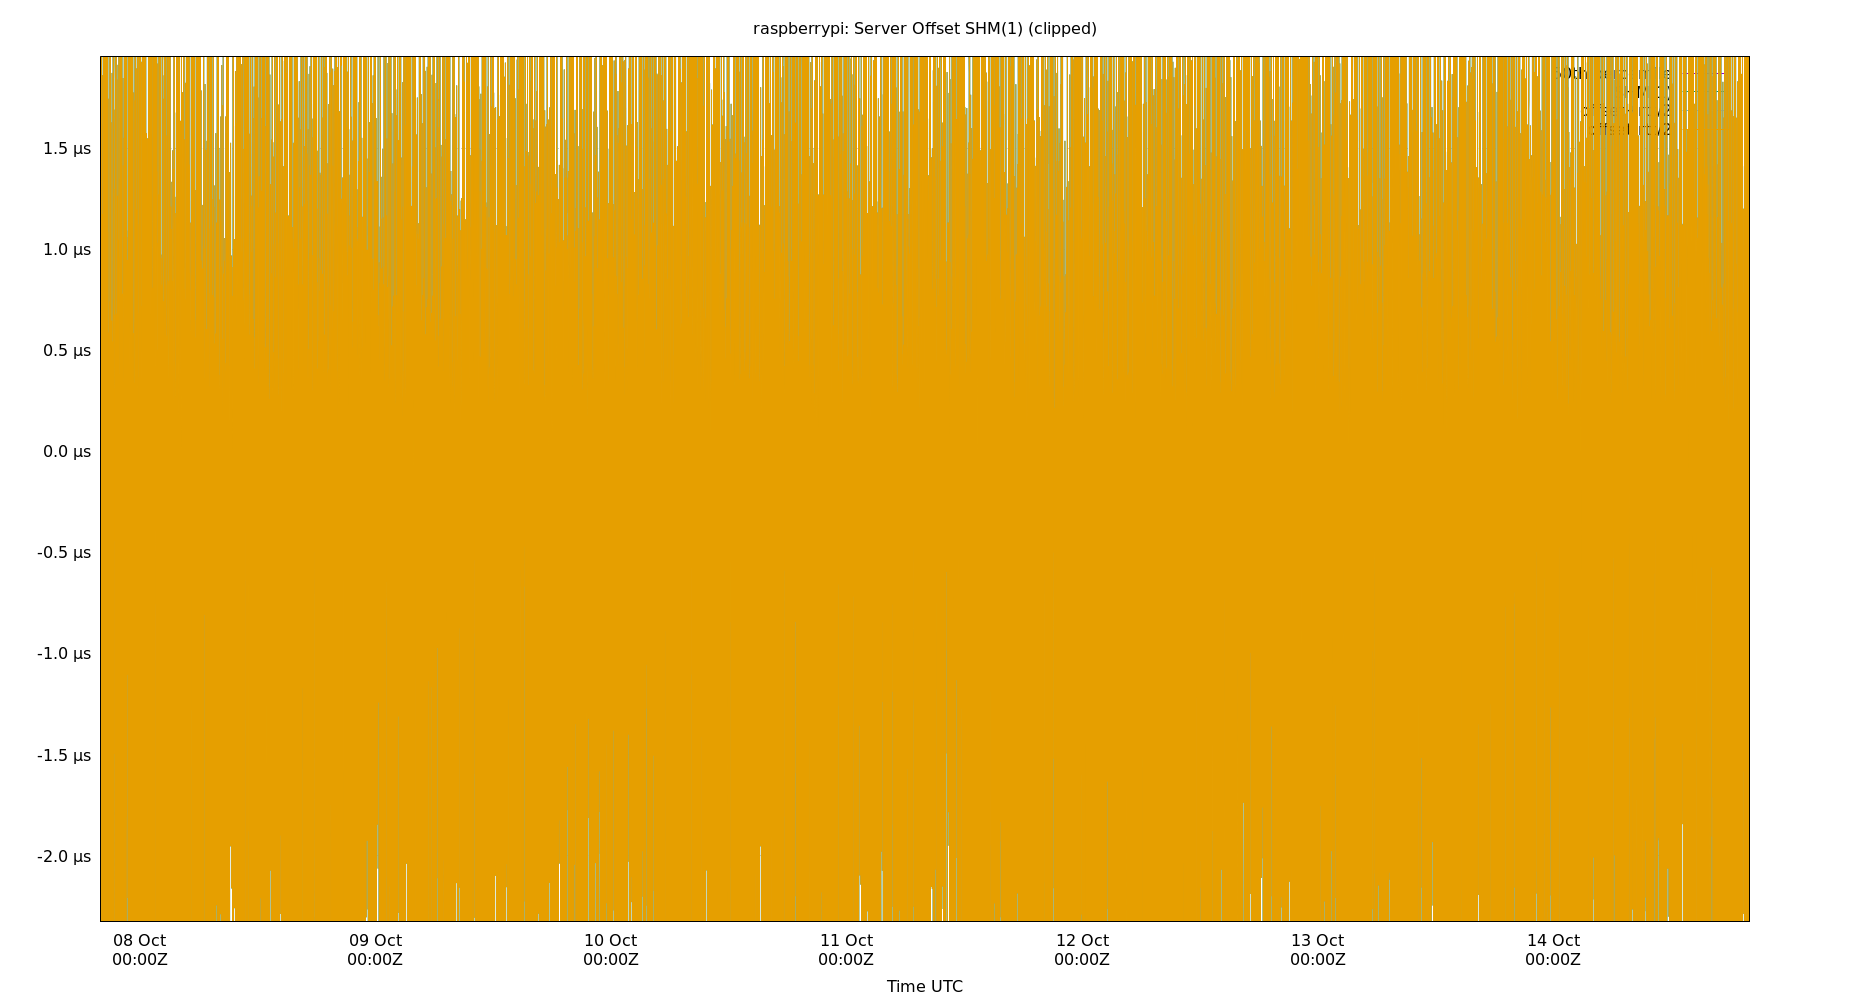 raspberrypi: Server Offset SHM(1) (clipped)
1.5 µs
1.0 µs
0.5 µs
0.0 µs
-0.5 µs
-1.0 µs
-1.5 µs
-2.0 µs
08 Oct 09 Oct 10 Oct 11 Oct 12 Oct 13 Oct 14 Oct
00:00Z 00:00Z 00:00Z 00:00Z 00:00Z 00:00Z 00:00Z
Time UTC